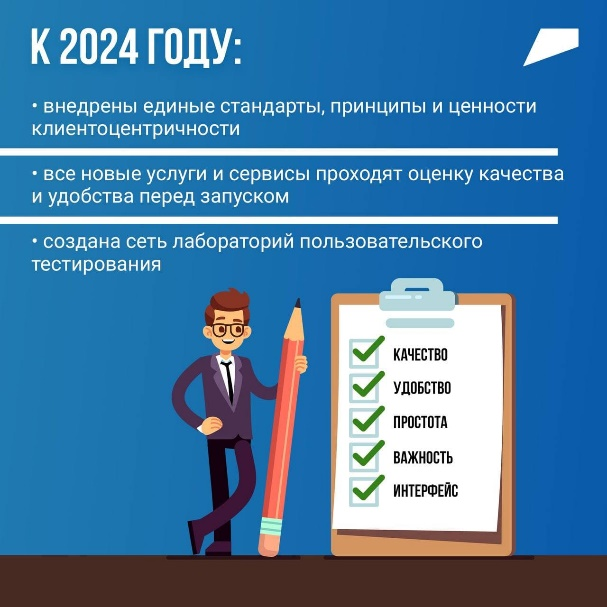 К 2024 ГОДУ:
• внедрены единые стандарты, принципы и ценности
клиентоцентричности
• все новые услуги и сервисы проходят оценку качества
и удобства перед запуском
• создана сеть лабораторий пользовательского
тестирования
КАЧЕСТВО
УДОБСТВО
ПРОСТОТА
ВАЖНОСТЬ
ИНТЕРФЕЙС